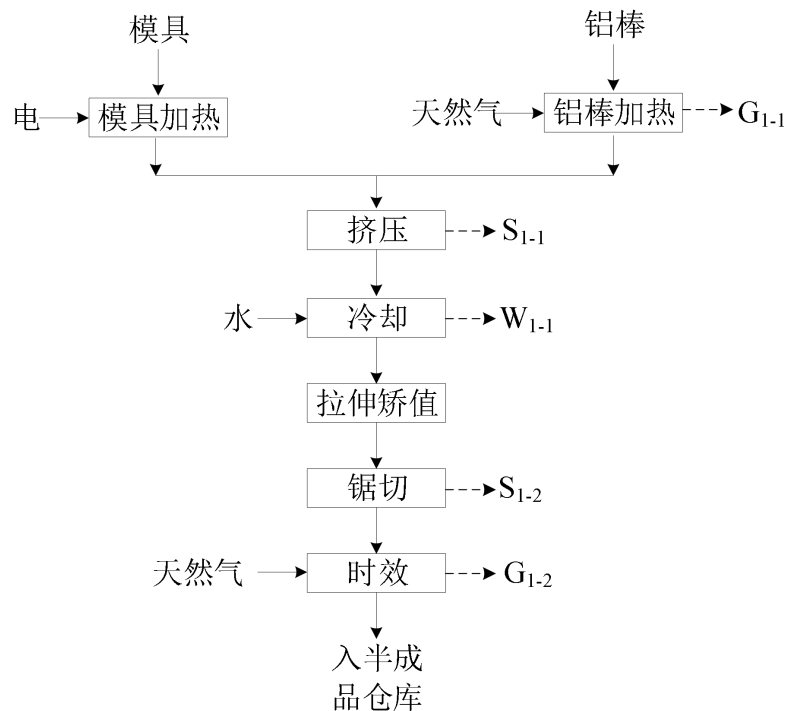 模具
铝棒
电
模具加热
天然气
铝棒加热
G1-1
挤压
S1-1
水
冷却
W1-1
拉伸矫值
锯切
S1-2
天然气
时效
G1-2
入半成
品仓库